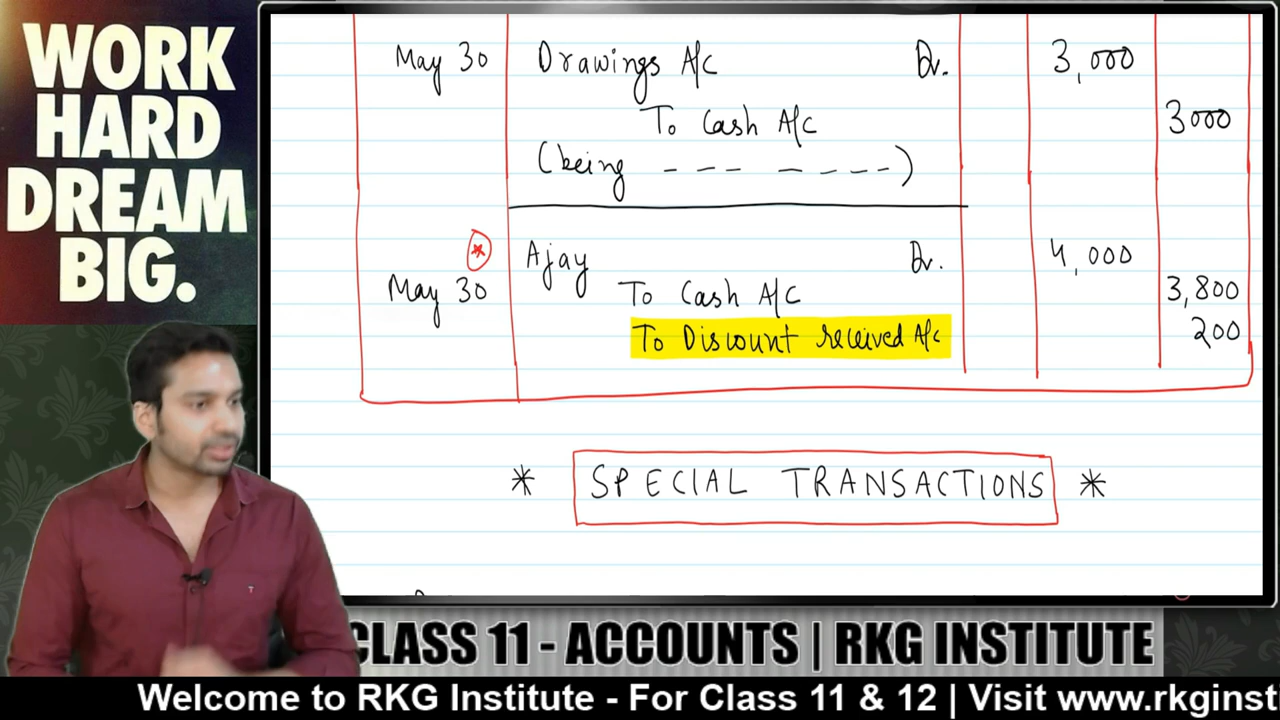 WORK
HARD
DREAM
BIG.
May 30 Drawings A/c Dr. 3,000
To Cash A/c 3000
(being --- -----)
* Ajay Dr. 4,000
May 30 To Cash A/c 3,800
To Discount received A/c 200
* SPECIAL TRANSACTIONS *
CLASS 11 - ACCOUNTS | RKG INSTITUTE
Welcome to RKG Institute - For Class 11 & 12 | Visit www.rkginst